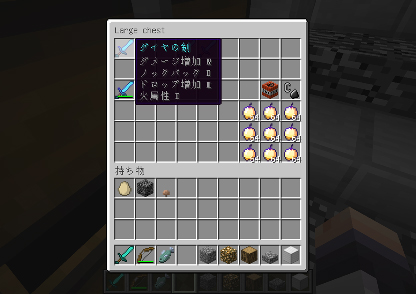 Large chest
ダイヤの剣
ダメージ増加 Ⅳ
ノックバック Ⅱ
ドロップ増加 Ⅲ
火属性 Ⅱ
持ち物